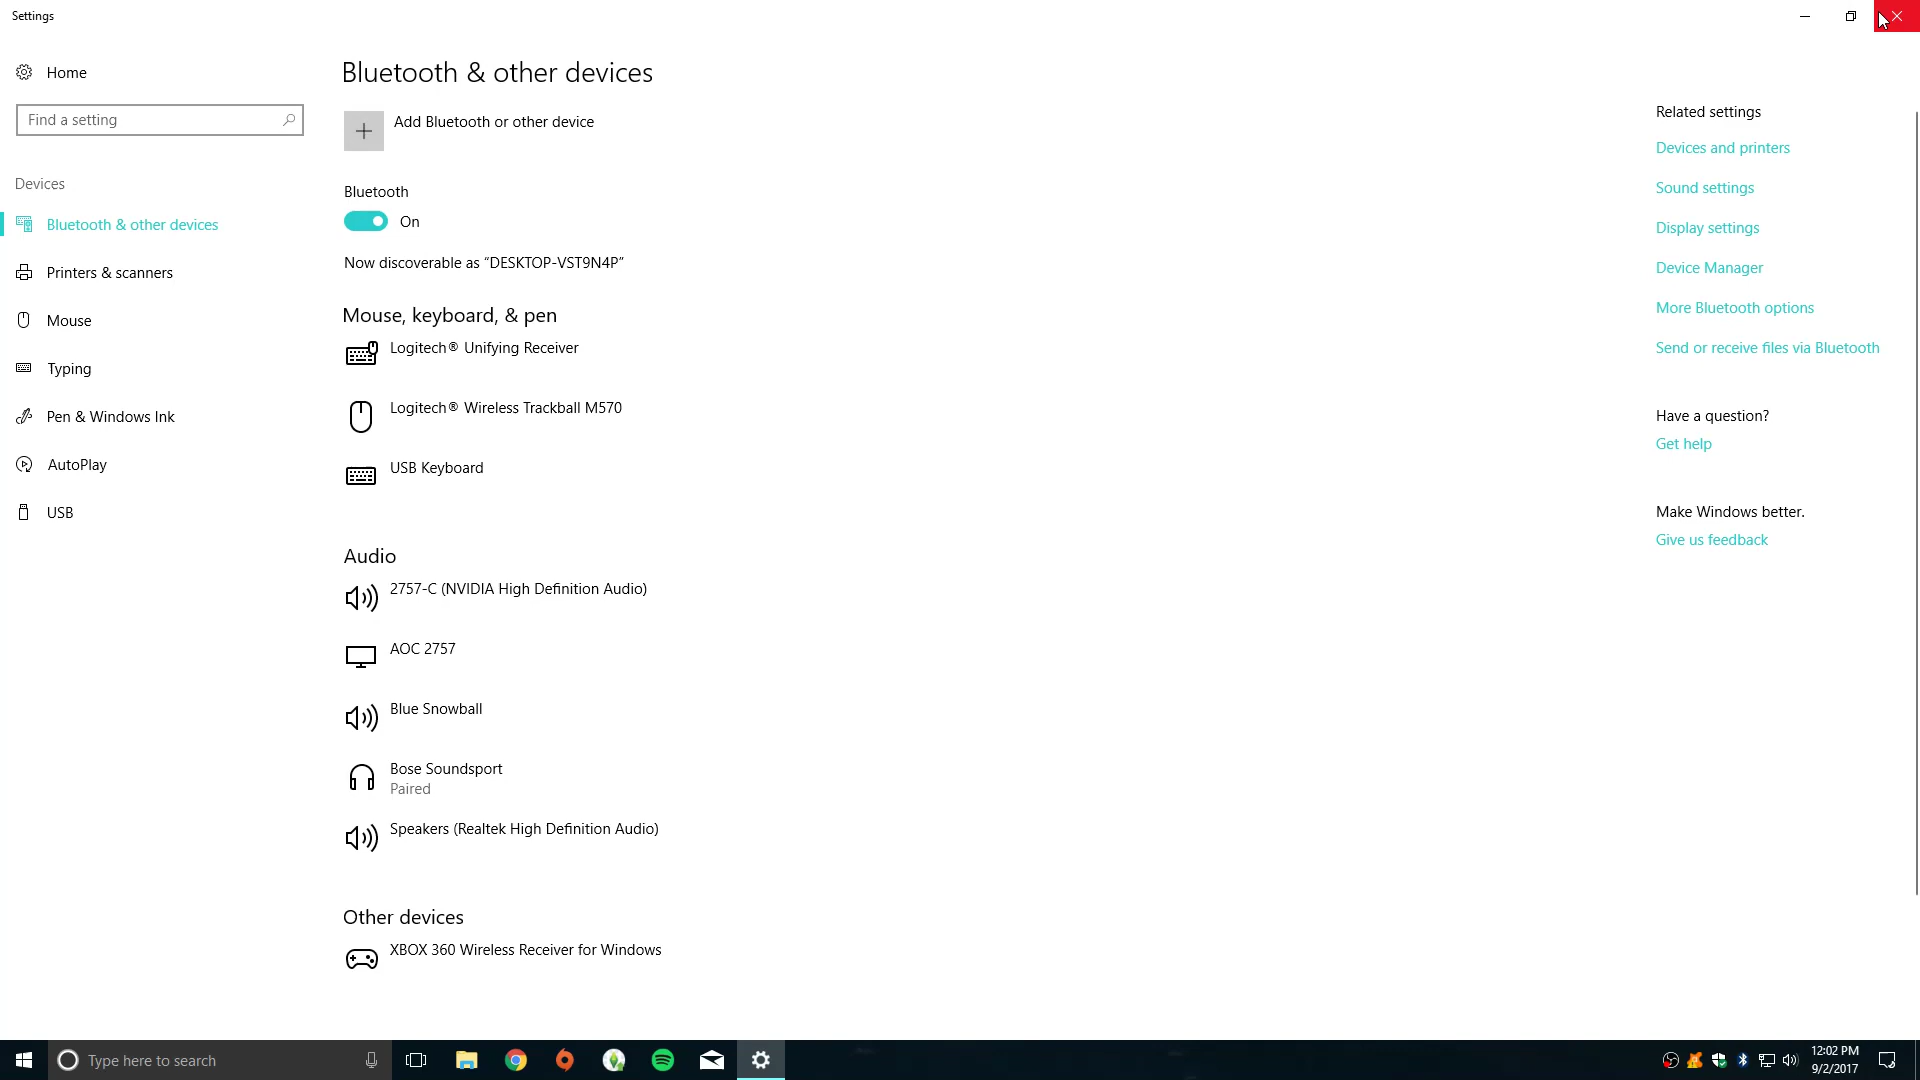 Settings
Home
Find a setting
Devices
Bluetooth & other devices
Printers & scanners
Mouse
Typing
Pen & Windows Ink
AutoPlay
USB
Bluetooth & other devices
Add Bluetooth or other device
Bluetooth
On
Now discoverable as “DESKTOP-VST9N4P”
Mouse, keyboard, & pen
Logitech® Unifying Receiver
Logitech® Wireless Trackball M570
USB Keyboard
Audio
2757-C (NVIDIA High Definition Audio)
AOC 2757
Blue Snowball
Bose Soundsport
Paired
Speakers (Realtek High Definition Audio)
Other devices
XBOX 360 Wireless Receiver for Windows
Related settings
Devices and printers
Sound settings
Display settings
Device Manager
More Bluetooth options
Send or receive files via Bluetooth
Have a question?
Get help
Make Windows better.
Give us feedback
Type here to search
12:02 PM
9/2/2017